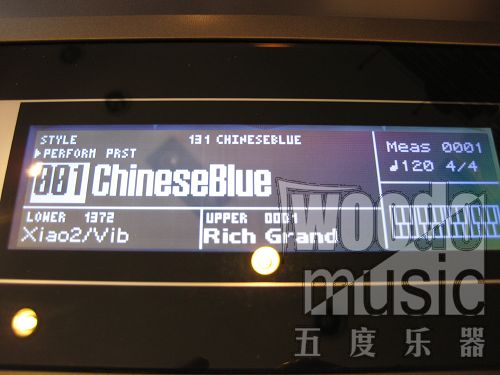 STYLE 131 CHINESEBLUE
PERFORM PRST
001 ChineseBlue
Meas 0001
♩120 4/4
LOWER 1372
Xiao2/Vib
UPPER 0001
Rich Grand
woodo
music
五度乐器